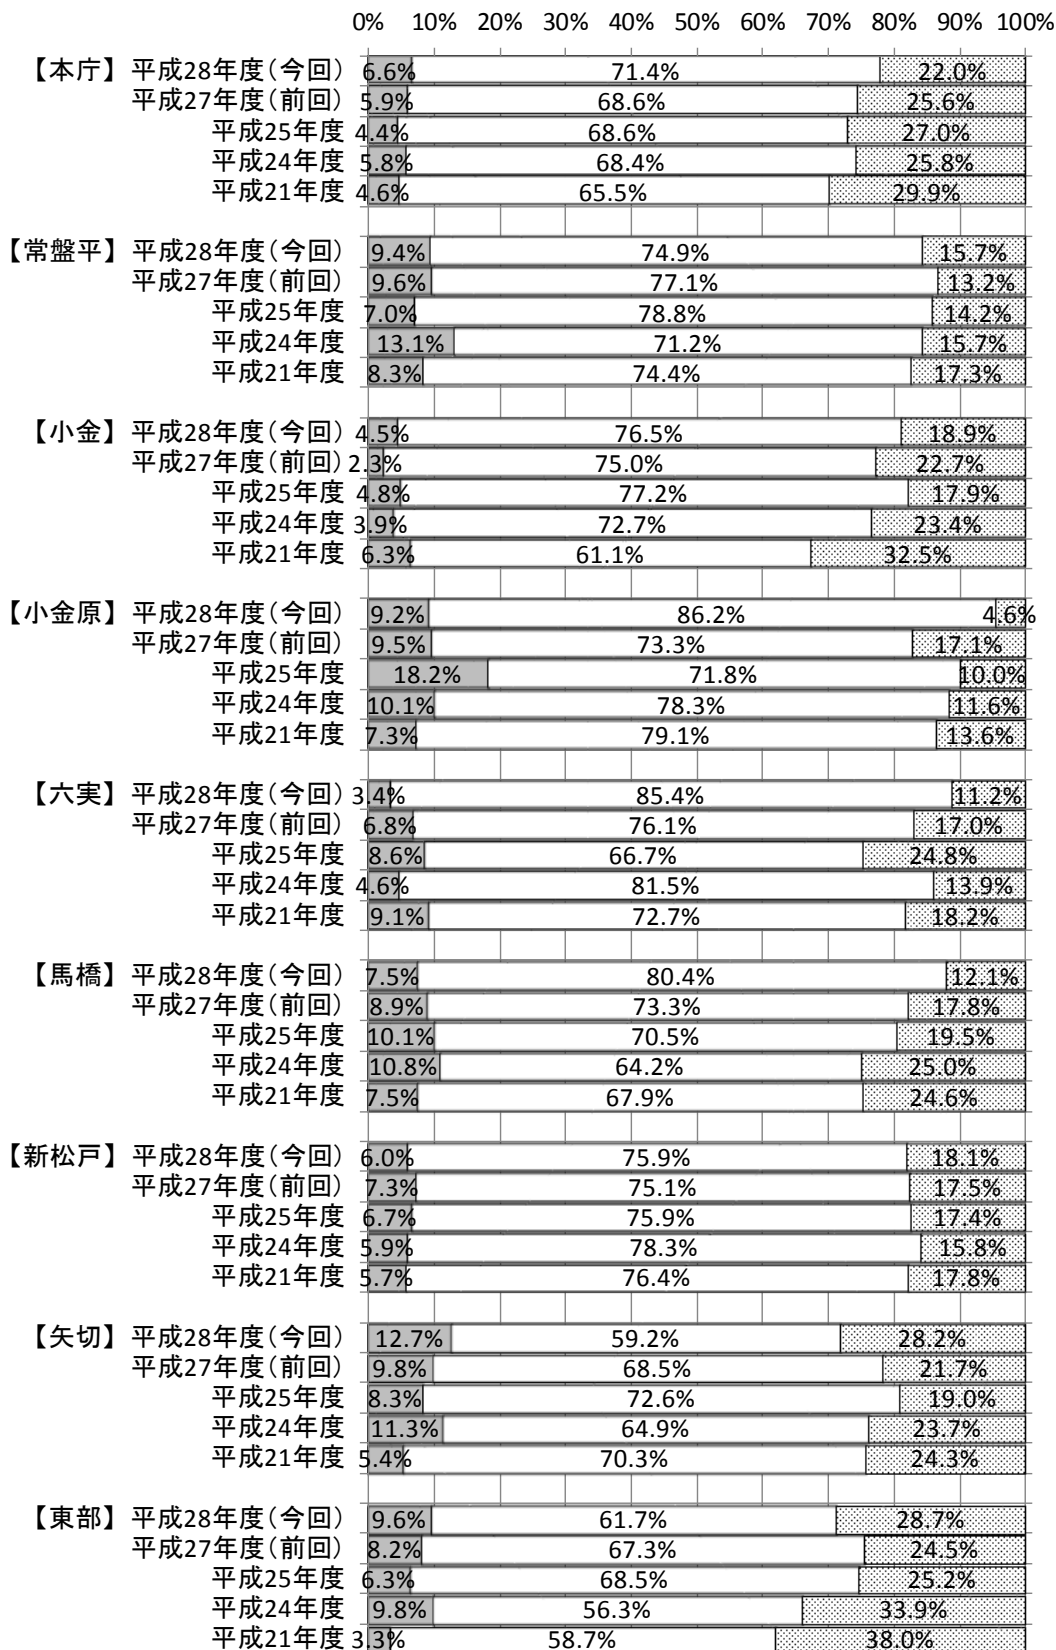 0% 10% 20% 30% 40% 50% 60% 70% 80% 90% 100%
【本庁】平成28年度(今回) 6.6% 71.4% 22.0%
平成27年度(前回) 5.9% 68.6% 25.6%
平成25年度 4.4% 68.6% 27.0%
平成24年度 5.8% 68.4% 25.8%
平成21年度 4.6% 65.5% 29.9%
【常盤平】平成28年度(今回) 9.4% 74.9% 15.7%
平成27年度(前回) 9.6% 77.1% 13.2%
平成25年度 7.0% 78.8% 14.2%
平成24年度 13.1% 71.2% 15.7%
平成21年度 8.3% 74.4% 17.3%
【小金】平成28年度(今回) 4.5% 76.5% 18.9%
平成27年度(前回) 2.3% 75.0% 22.7%
平成25年度 4.8% 77.2% 17.9%
平成24年度 3.9% 72.7% 23.4%
平成21年度 6.3% 61.1% 32.5%
【小金原】平成28年度(今回) 9.2% 86.2% 4.6%
平成27年度(前回) 9.5% 73.3% 17.1%
平成25年度 18.2% 71.8% 10.0%
平成24年度 10.1% 78.3% 11.6%
平成21年度 7.3% 79.1% 13.6%
【六実】平成28年度(今回) 3.4% 85.4% 11.2%
平成27年度(前回) 6.8% 76.1% 17.0%
平成25年度 8.6% 66.7% 24.8%
平成24年度 4.6% 81.5% 13.9%
平成21年度 9.1% 72.7% 18.2%
【馬橋】平成28年度(今回) 7.5% 80.4% 12.1%
平成27年度(前回) 8.9% 73.3% 17.8%
平成25年度 10.1% 70.5% 19.5%
平成24年度 10.8% 64.2% 25.0%
平成21年度 7.5% 67.9% 24.6%
【新松戸】平成28年度(今回) 6.0% 75.9% 18.1%
平成27年度(前回) 7.3% 75.1% 17.5%
平成25年度 6.7% 75.9% 17.4%
平成24年度 5.9% 78.3% 15.8%
平成21年度 5.7% 76.4% 17.8%
【矢切】平成28年度(今回) 12.7% 59.2% 28.2%
平成27年度(前回) 9.8% 68.5% 21.7%
平成25年度 8.3% 72.6% 19.0%
平成24年度 11.3% 64.9% 23.7%
平成21年度 5.4% 70.3% 24.3%
【東部】平成28年度(今回) 9.6% 61.7% 28.7%
平成27年度(前回) 8.2% 67.3% 24.5%
平成25年度 6.3% 68.5% 25.2%
平成24年度 9.8% 56.3% 33.9%
平成21年度 3.3% 58.7% 38.0%